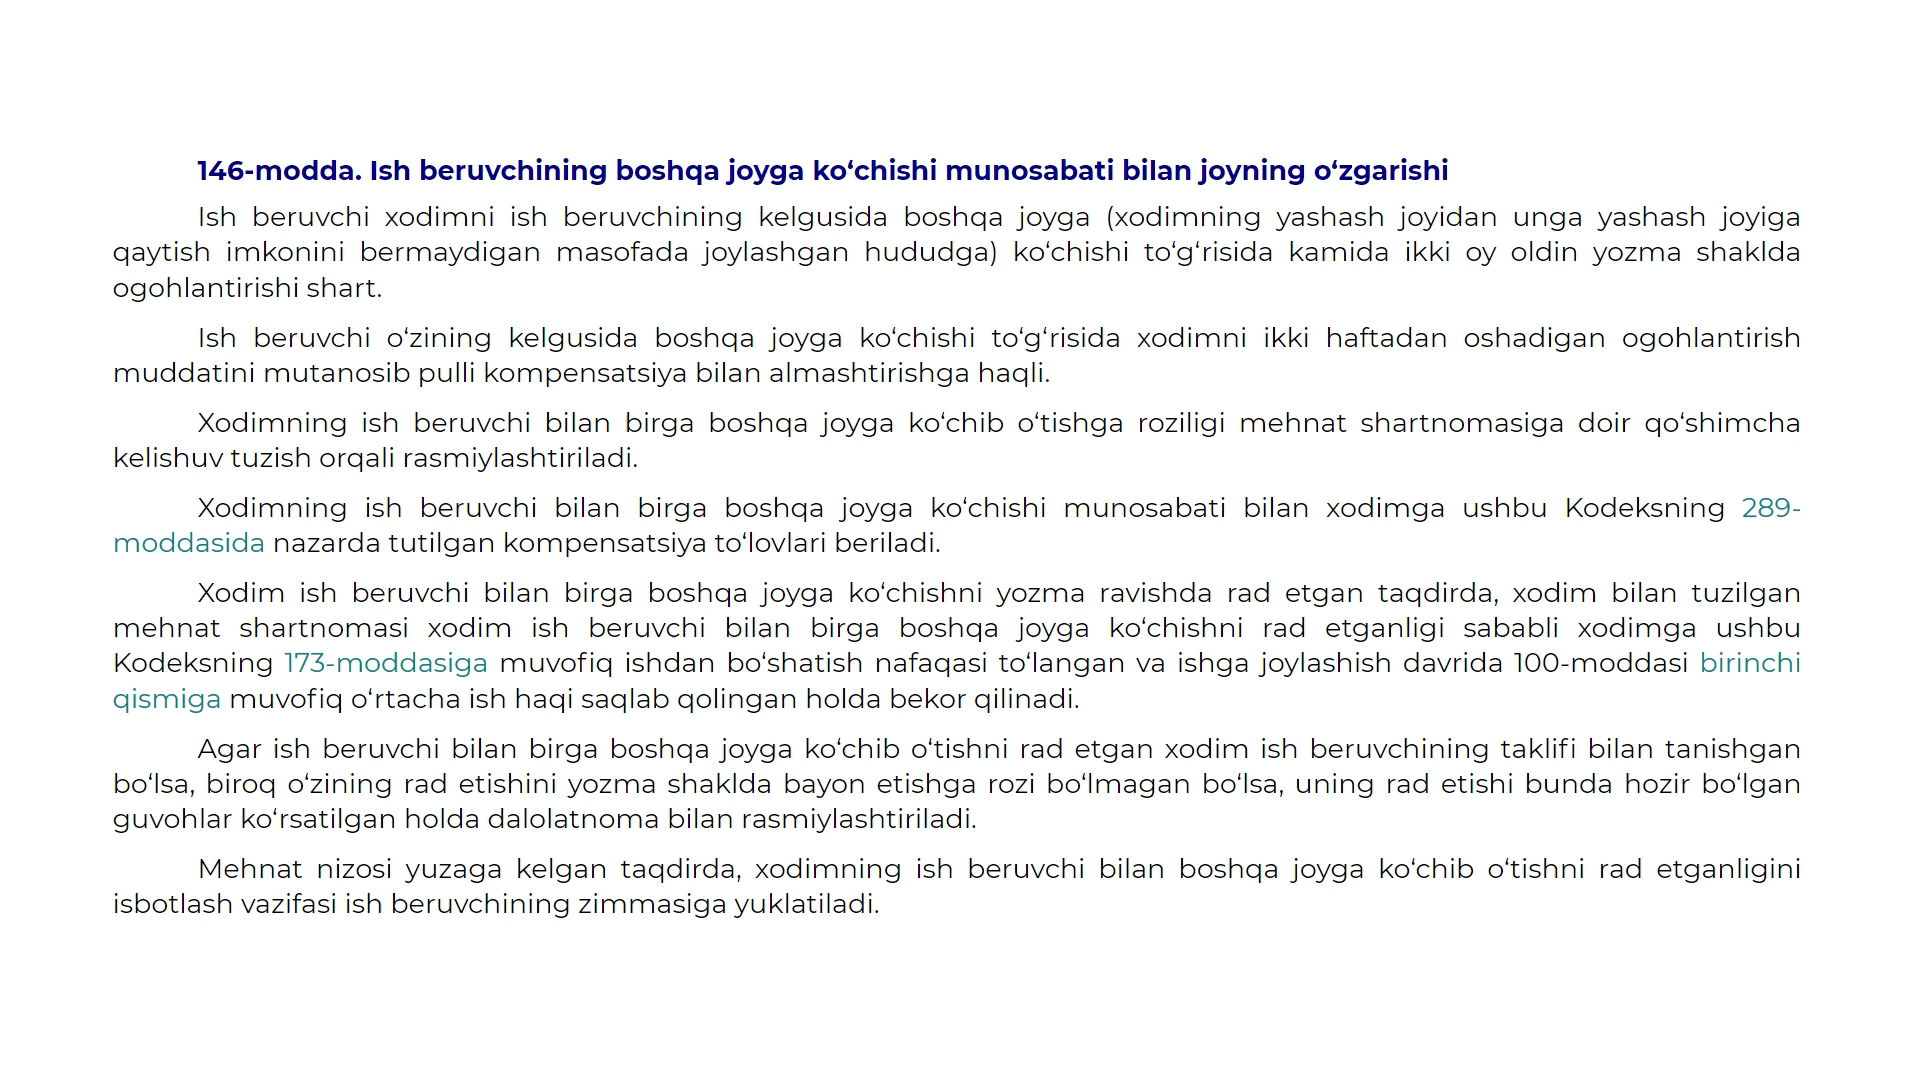 146-modda. Ish beruvchining boshqa joyga ko‘chishi munosabati bilan joyning o‘zgarishi
Ish beruvchi xodimni ish beruvchining kelgusida boshqa joyga (xodimning yashash joyidan unga yashash joyiga
qaytish imkonini bermaydigan masofada joylashgan hududga) ko‘chishi to‘g‘risida kamida ikki oy oldin yozma shaklda
ogohlantirishi shart.
Ish beruvchi o‘zining kelgusida boshqa joyga ko‘chishi to‘g‘risida xodimni ikki haftadan oshadigan ogohlantirish
muddatini mutanosib pulli kompensatsiya bilan almashtirishga haqli.
Xodimning ish beruvchi bilan birga boshqa joyga ko‘chib o‘tishga roziligi mehnat shartnomasiga doir qo‘shimcha
kelishuv tuzish orqali rasmiylashtiriladi.
Xodimning ish beruvchi bilan birga boshqa joyga ko‘chishi munosabati bilan xodimga ushbu Kodeksning 289-
moddasida nazarda tutilgan kompensatsiya to‘lovlari beriladi.
Xodim ish beruvchi bilan birga boshqa joyga ko‘chishni yozma ravishda rad etgan taqdirda, xodim bilan tuzilgan
mehnat shartnomasi xodim ish beruvchi bilan birga boshqa joyga ko‘chishni rad etganligi sababli xodimga ushbu
Kodeksning 173-moddasiga muvofiq ishdan bo‘shatish nafaqasi to‘langan va ishga joylashish davrida 100-moddasi birinchi
qismiga muvofiq o‘rtacha ish haqi saqlab qolingan holda bekor qilinadi.
Agar ish beruvchi bilan birga boshqa joyga ko‘chib o‘tishni rad etgan xodim ish beruvchining taklifi bilan tanishgan
bo‘lsa, biroq o‘zining rad etishini yozma shaklda bayon etishga rozi bo‘lmagan bo‘lsa, uning rad etishi bunda hozir bo‘lgan
guvohlar ko‘rsatilgan holda dalolatnoma bilan rasmiylashtiriladi.
Mehnat nizosi yuzaga kelgan taqdirda, xodimning ish beruvchi bilan boshqa joyga ko‘chib o‘tishni rad etganligini
isbotlash vazifasi ish beruvchining zimmasiga yuklatiladi.